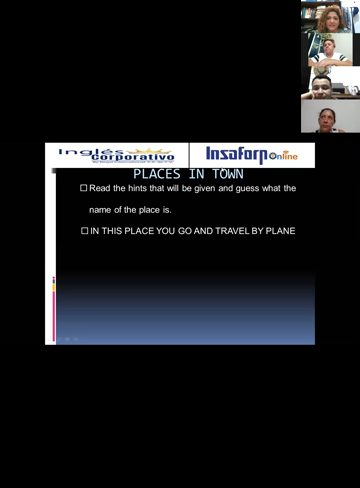 Inglés
Corporativo
Insaforp online
PLACES IN TOWN
Read the hints that will be given and guess what the
name of the place is.
IN THIS PLACE YOU GO AND TRAVEL BY PLANE